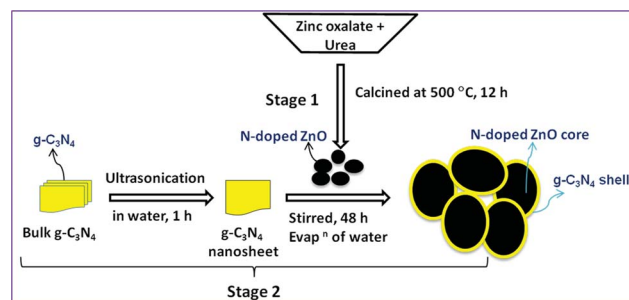 Zinc oxalate +
Urea
Stage 1
Calcined at 500 °C, 12 h
N-doped ZnO
N-doped ZnO core
g-C₃N₄
g-C₃N₄ shell
Ultrasonication
in water, 1 h
Bulk g-C₃N₄
g-C₃N₄
nanosheet
Stirred, 48 h
Evap ⁿ of water
Stage 2